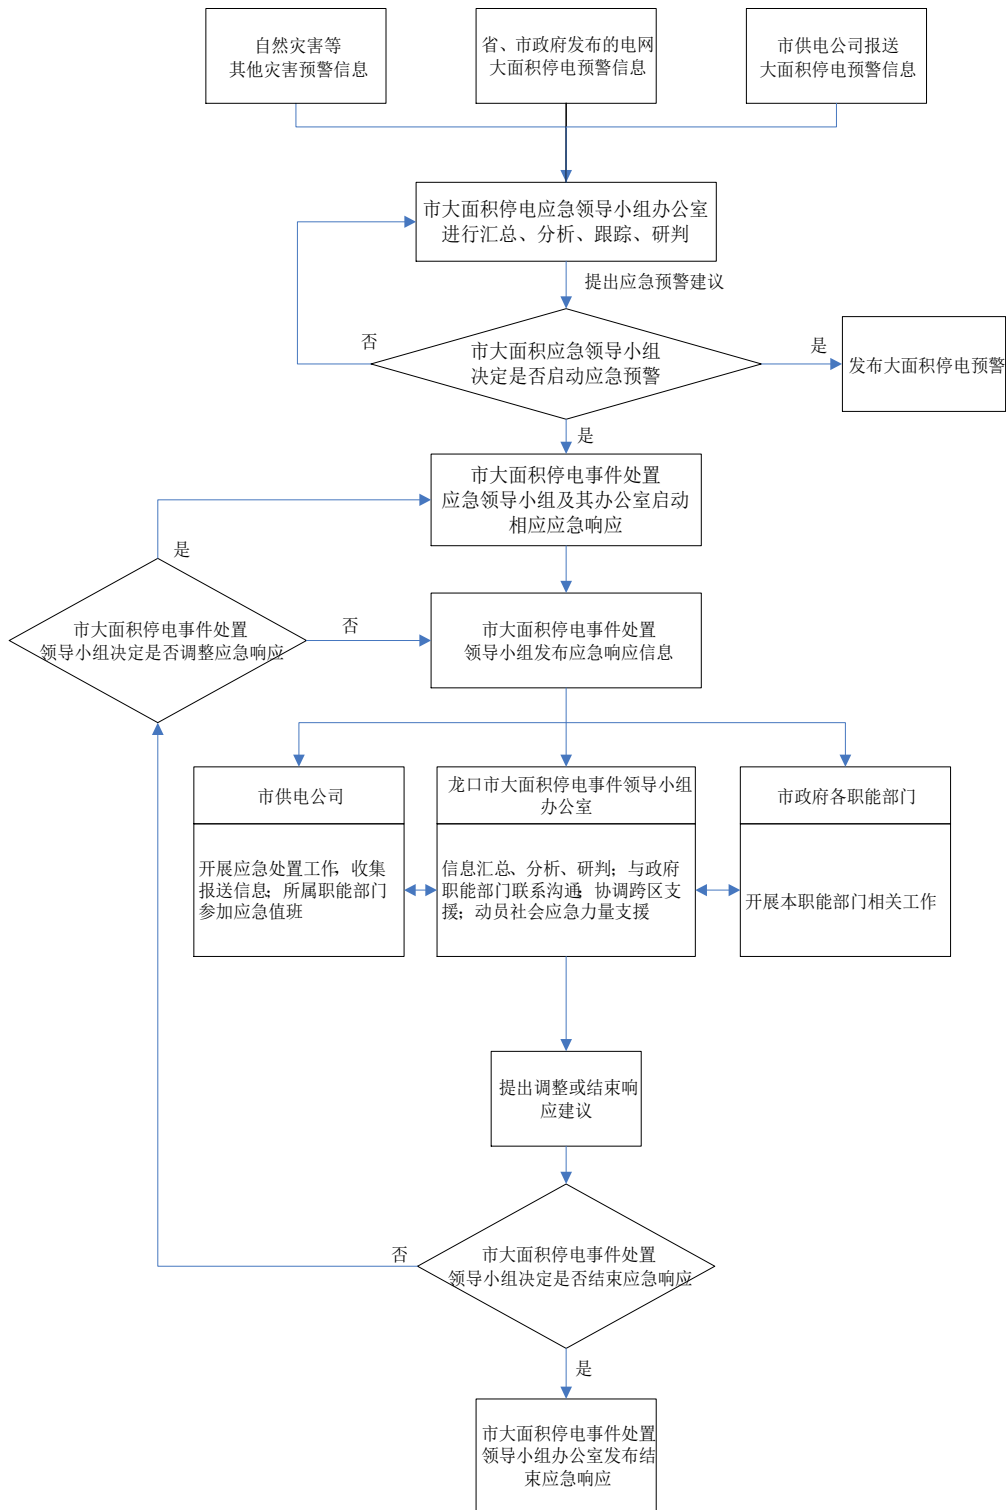 自然灾害等
其他灾害预警信息
省、市政府发布的电网
大面积停电预警信息
市供电公司报送
大面积停电预警信息
市大面积停电应急领导小组办公室
进行汇总、分析、跟踪、研判
提出应急预警建议
否
市大面积应急领导小组
决定是否启动应急预警
是
发布大面积停电预警
是
市大面积停电事件处置
应急领导小组及其办公室启动
相应应急响应
是
市大面积停电事件处置
领导小组决定是否调整应急响应
否
市大面积停电事件处置
领导小组发布应急响应信息
市供电公司
开展应急处置工作，收集
报送信息；所属职能部门
参加应急值班
龙口市大面积停电事件领导小组
办公室
信息汇总、分析、研判；与政府
职能部门联系沟通；协调跨区支
援；动员社会应急力量支援
市政府各职能部门
开展本职能部门相关工作
提出调整或结束响
应建议
否
市大面积停电事件处置
领导小组决定是否结束应急响应
是
市大面积停电事件处置
领导小组办公室发布结
束应急响应